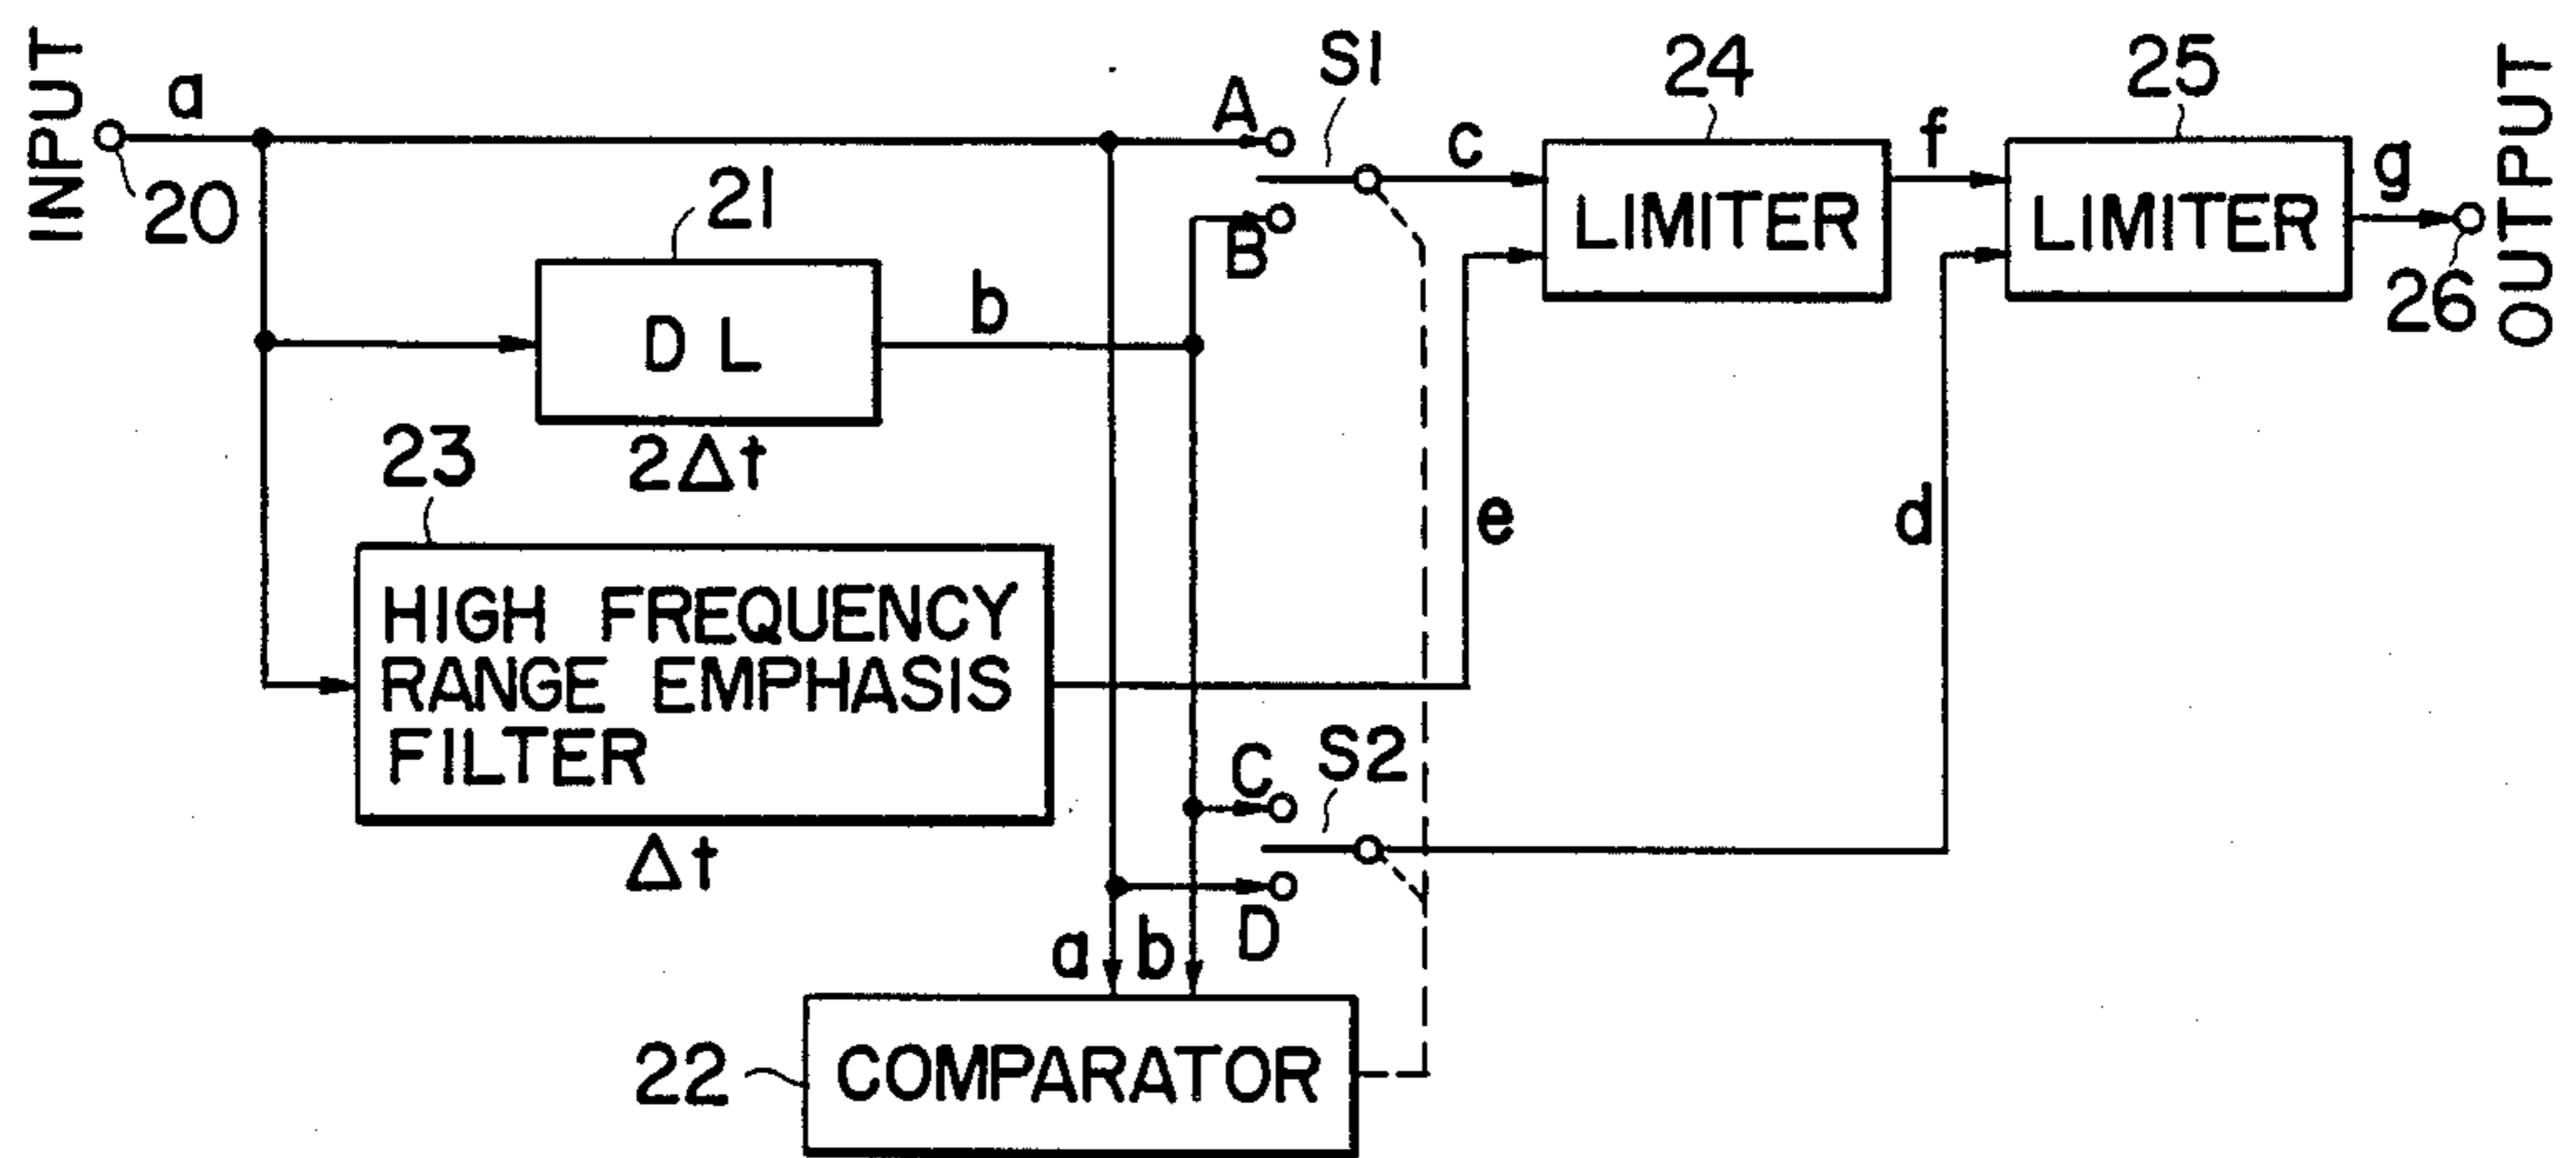 INPUT
a
20
21
D L
2Δt
b
23
HIGH FREQUENCY
RANGE EMPHASIS
FILTER
Δt
A
B
S1
c
24
LIMITER
f
25
LIMITER
g
26
OUTPUT
e
d
C
S2
D
a
b
22
COMPARATOR